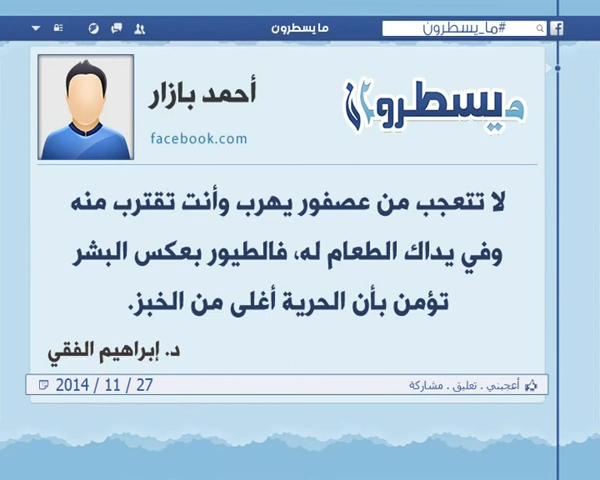 ما يسطرون
#ما_يسطرون
أحمد بازار
facebook.com
ما يسطرون
لا تتعجب من عصفور يهرب وأنت تقترب منه
وفي يداك الطعام له، فالطيور بعكس البشر
تؤمن بأن الحرية أغلى من الخبز.
د. إبراهيم الفقي
أعجبني . تعليق . مشاركة
2014 / 11 / 27